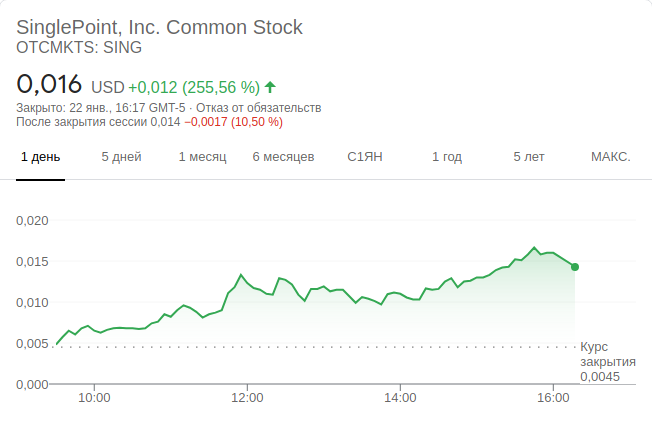 SinglePoint, Inc. Common Stock
OTCMKTS: SING
0,016 USD +0,012 (255,56 %)
Закрыто: 22 янв., 16:17 GMT-5 · Отказ от обязательств
После закрытия сессии 0,014 −0,0017 (10,50 %)
1 день 5 дней 1 месяц 6 месяцев С1ЯН 1 год 5 лет МАКС.
0,020
0,015
0,010
0,005
Курс
закрытия
0,0045
0,000
10:00 12:00 14:00 16:00